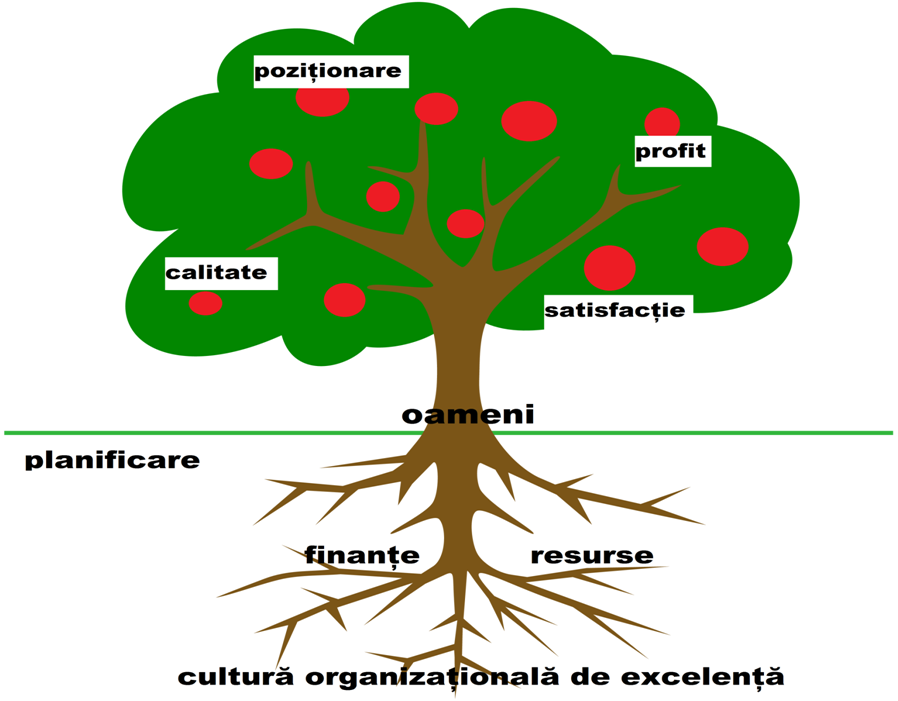 poziționare
profit
calitate
satisfacție
oameni
planificare
finanțe
resurse
cultură organizațională de excelență